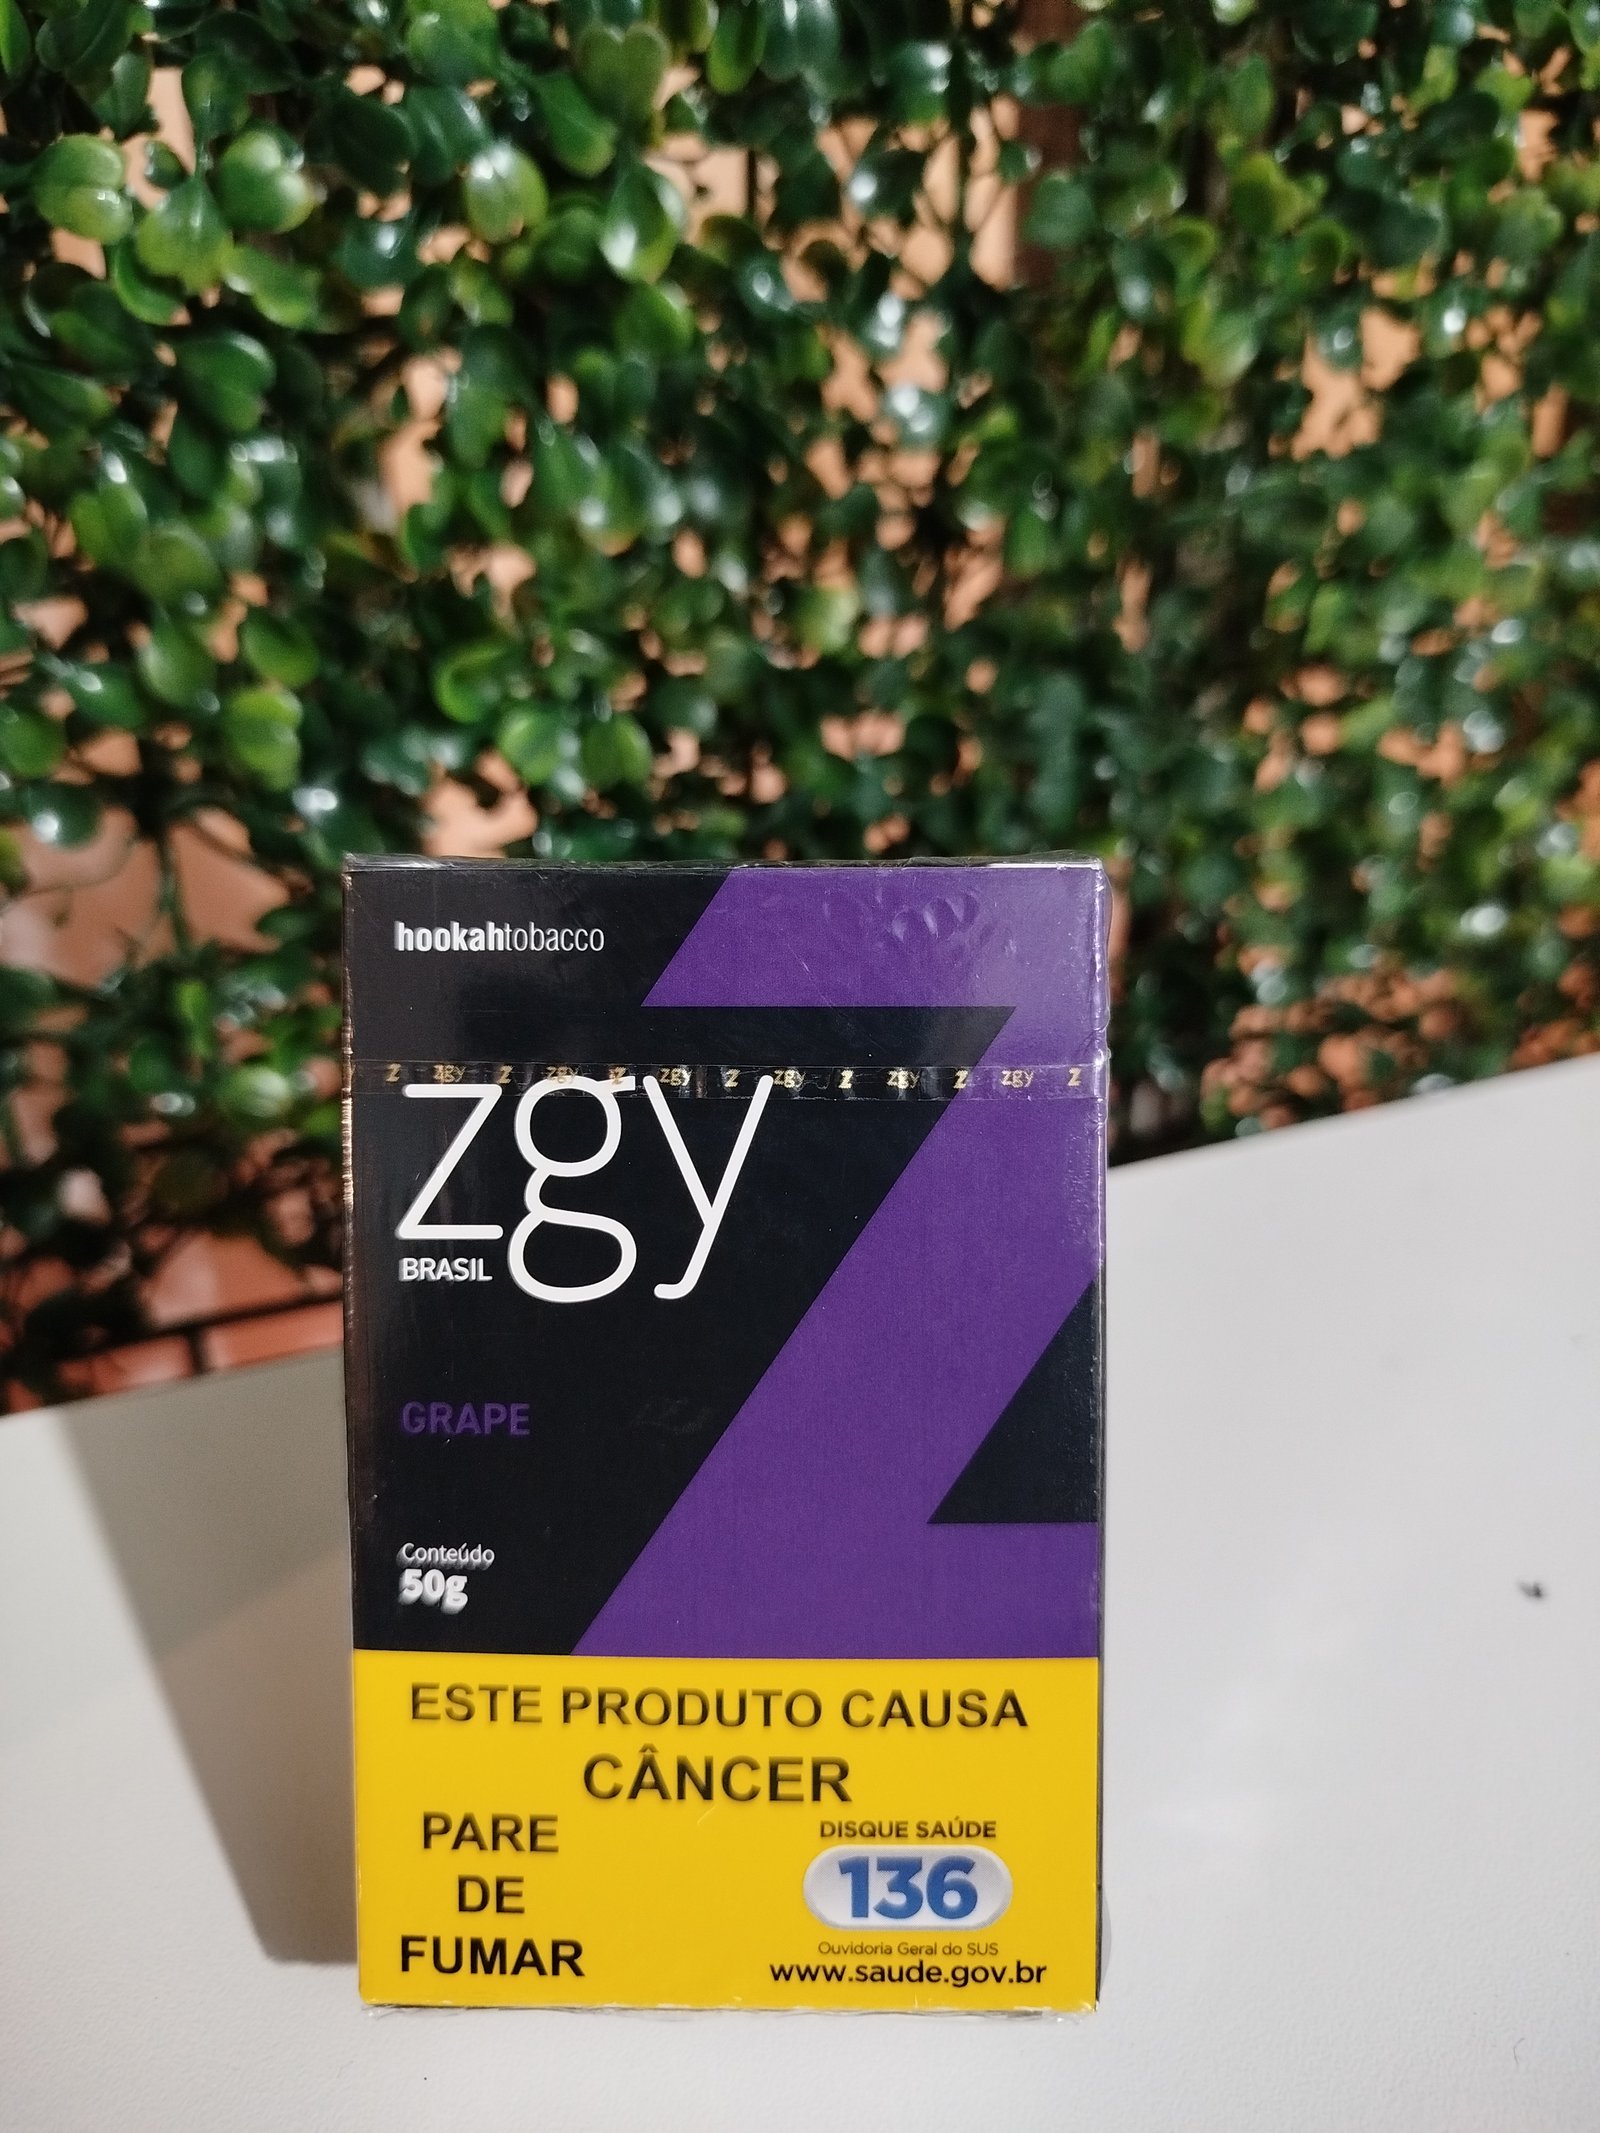 hookahtobacco
z zgy z zgy z zgy z zgy z zgy z zgy z
zgy
BRASIL
GRAPE
Conteúdo
50g
ESTE PRODUTO CAUSA
CÂNCER
PARE
DE
FUMAR
DISQUE SAÚDE
136
Ouvidoria Geral do SUS
www.saude.gov.br